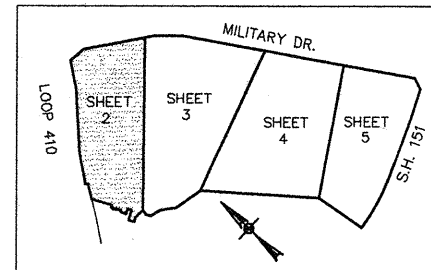 MILITARY DR.
LOOP 410
SHEET
2
SHEET
3
SHEET
4
SHEET
5
S.H. 151